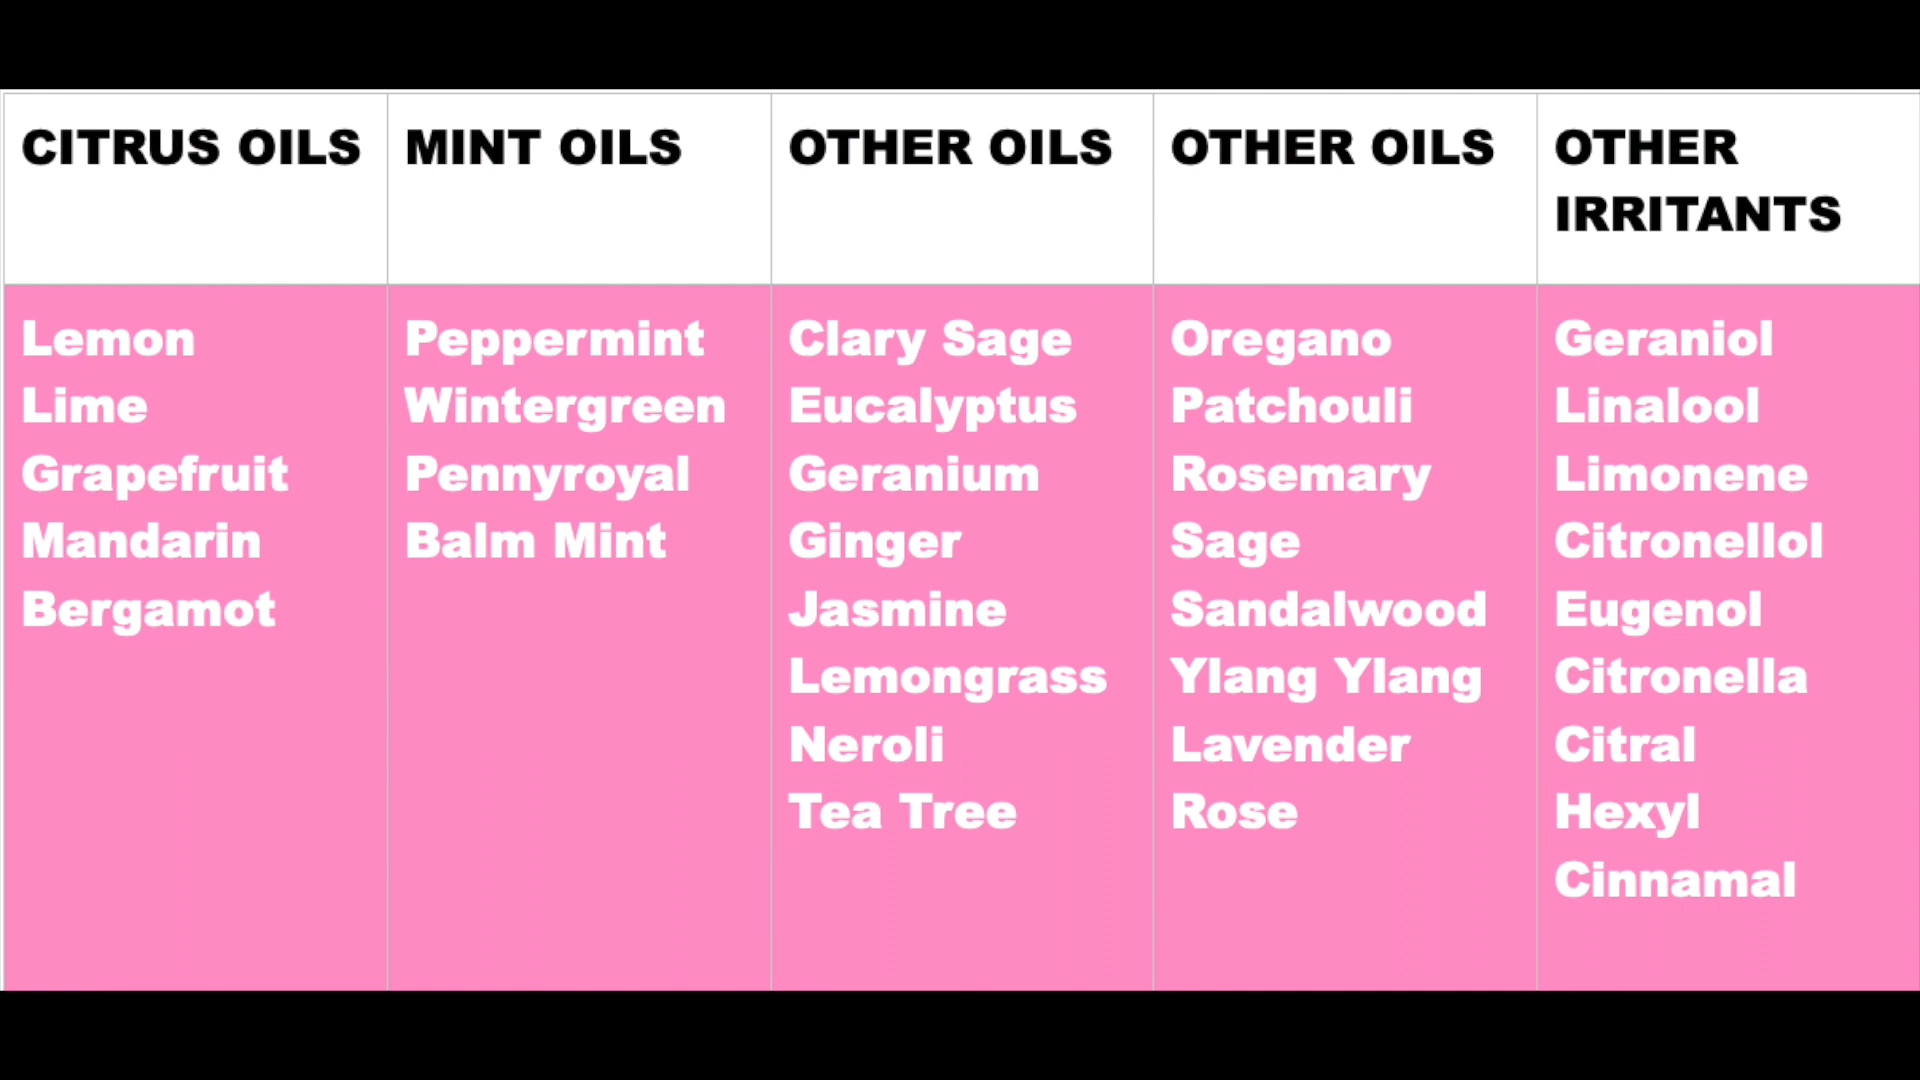 CITRUS OILS
Lemon
Lime
Grapefruit
Mandarin
Bergamot
MINT OILS
Peppermint
Wintergreen
Pennyroyal
Balm Mint
OTHER OILS
Clary Sage
Eucalyptus
Geranium
Ginger
Jasmine
Lemongrass
Neroli
Tea Tree
OTHER OILS
Oregano
Patchouli
Rosemary
Sage
Sandalwood
Ylang Ylang
Lavender
Rose
OTHER
IRRITANTS
Geraniol
Linalool
Limonene
Citronellol
Eugenol
Citronella
Citral
Hexyl
Cinnamal